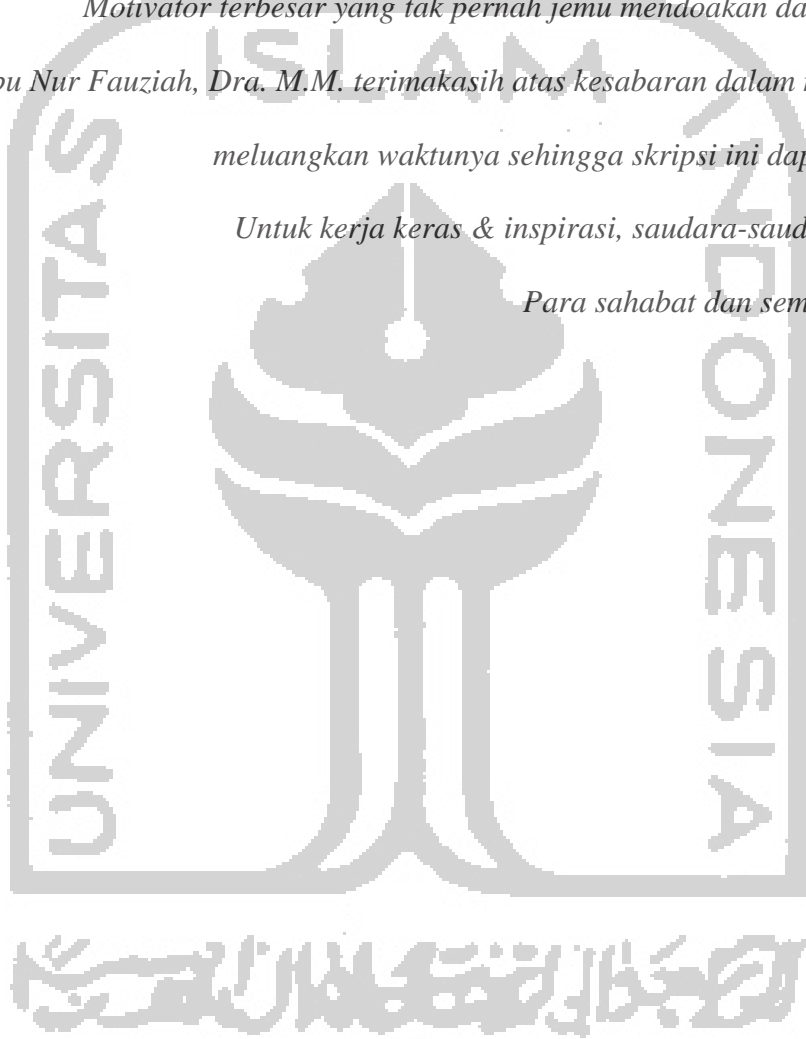 Motivator terbesar yang tak pernah jemu mendoakan da
bu Nur Fauziah, Dra. M.M. terimakasih atas kesabaran dalam
meluangkan waktunya sehingga skripsi ini dap
Untuk kerja keras & inspirasi, saudara-saud
Para sahabat dan sem
ISLAM
UNIVERSITAS
INDONESIA